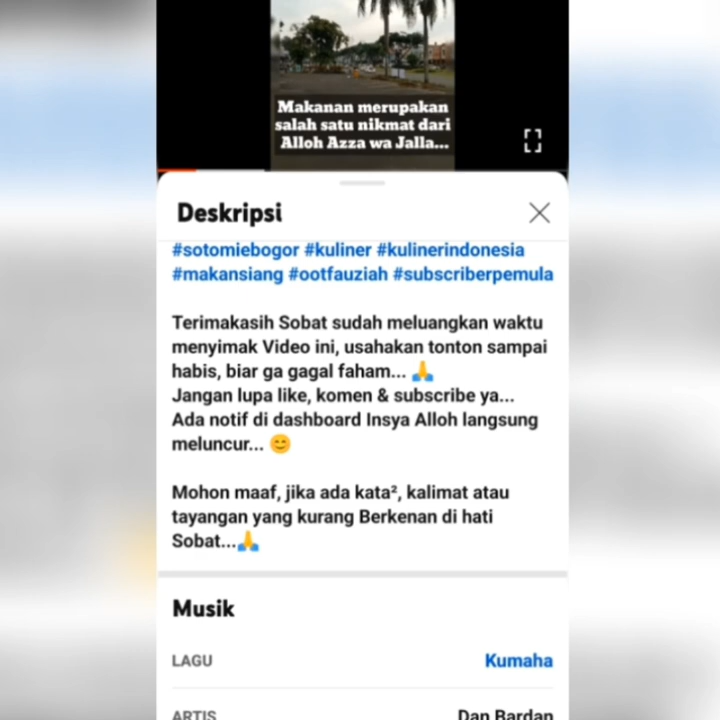 Makanan merupakan
salah satu nikmat dari
Alloh Azza wa Jalla...
Deskripsi
#sotomiebogor #kuliner #kulinerindonesia
#makansiang #ootfauziah #subscriberpemula
Terimakasih Sobat sudah meluangkan waktu
menyimak Video ini, usahakan tonton sampai
habis, biar ga gagal faham... 🙏
Jangan lupa like, komen & subscribe ya...
Ada notif di dashboard Insya Alloh langsung
meluncur... 😊
Mohon maaf, jika ada kata², kalimat atau
tayangan yang kurang Berkenan di hati
Sobat...🙏
Musik
LAGU Kumaha
ARTIS Dan Bardan